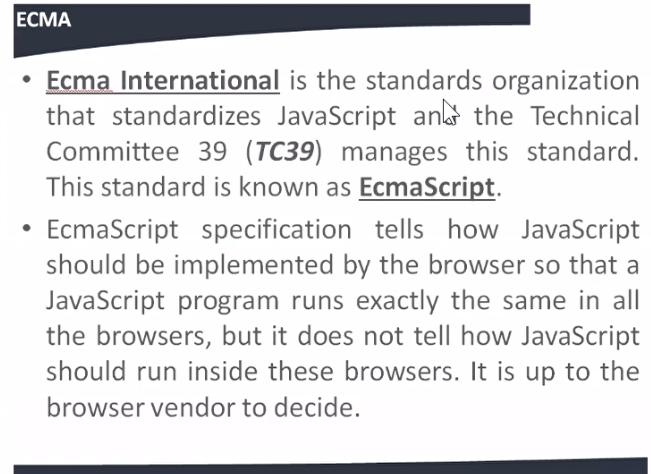 ECMA
• Ecma International is the standards organization
that standardizes JavaScript and the Technical
Committee 39 (TC39) manages this standard.
This standard is known as EcmaScript.
• EcmaScript specification tells how JavaScript
should be implemented by the browser so that a
JavaScript program runs exactly the same in all
the browsers, but it does not tell how JavaScript
should run inside these browsers. It is up to the
browser vendor to decide.